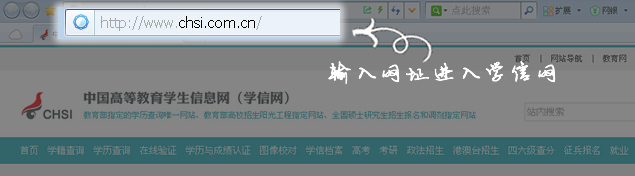 http://www.chsi.com.cn/
点此搜索
扩展
网银
首页 | 网站导航 | 教育网
输入网址进入学信网
CHSI
中国高等教育学生信息网（学信网）
教育部指定的学历查询唯一网站、教育部高校招生阳光工程指定网站、全国硕士研究生招生报名和调剂指定网站
站内搜索
首页 学籍查询 学历查询 在线验证 学历与成绩认证 图像校对 学信档案 高考 考研 政法招生 港澳台招生 四六级查分 征兵报名 就业